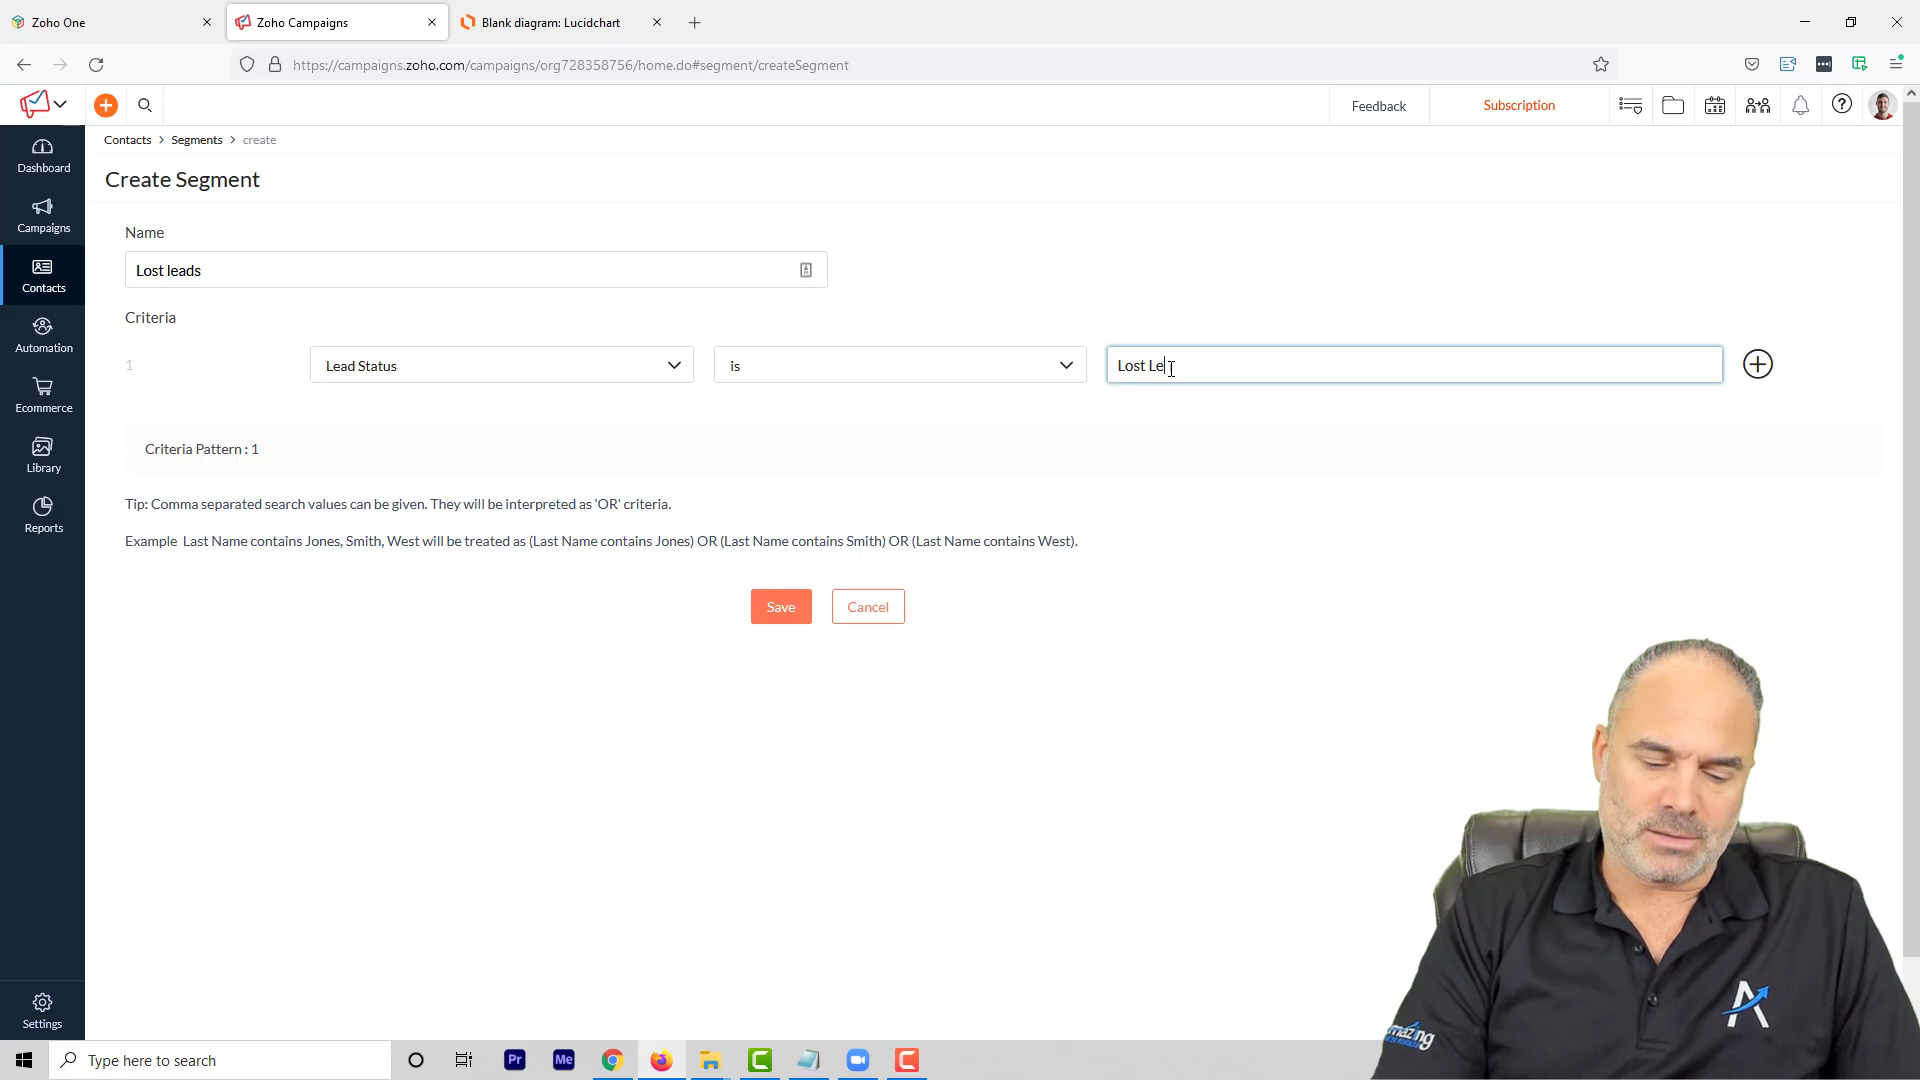 Zoho One
Zoho Campaigns
Blank diagram: Lucidchart
https://campaigns.zoho.com/campaigns/org728358756/home.do#segment/createSegment
Feedback
Subscription
Contacts > Segments > create
Dashboard
Campaigns
Contacts
Automation
Ecommerce
Library
Reports
Settings
Create Segment
Name
Lost leads
Criteria
1
Lead Status
is
Lost Le
Criteria Pattern : 1
Tip: Comma separated search values can be given. They will be interpreted as 'OR' criteria.
Example Last Name contains Jones, Smith, West will be treated as (Last Name contains Jones) OR (Last Name contains Smith) OR (Last Name contains West).
Save
Cancel
Type here to search
Pr
Me